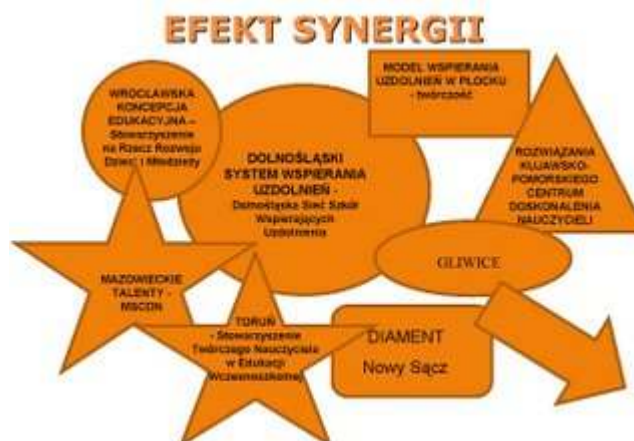 EFEKT SYNERGII
WROCŁAWSKA
KONCEPCJA
EDUKACYJNA –
Stowarzyszenie
na Rzecz Rozwoju
Dzieci i Młodzieży
MODEL WSPIERANIA
UZDOLNIEŃ W PŁOCKU
- twórczość
DOLNOŚLĄSKI
SYSTEM WSPIERANIA
UZDOLNIEŃ -
Dolnośląska Sieć Szkół
Wspierających
Uzdolnienia
ROZWIĄZANIA
KUJAWSKO-
POMORSKIEGO
CENTRUM
DOSKONALENIA
NAUCZYCIELI
GLIWICE
MAZOWIECKIE
TALENTY -
MSCDN
TORUŃ
- Stowarzyszenie
Twórczego Nauczyciela
w Edukacji
Wczesnoszkolnej
DIAMENT
Nowy Sącz